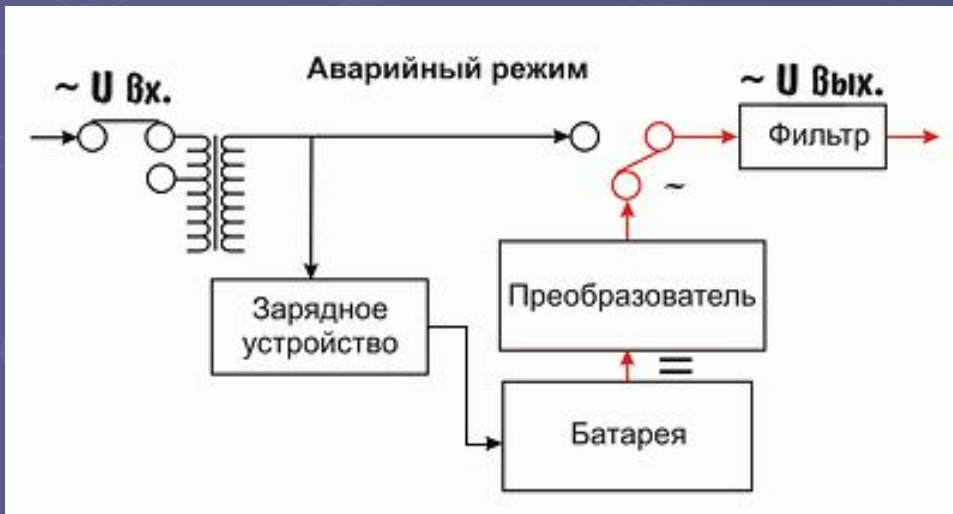 Аварийный режим
~ U вх.
~ U вых.
Фильтр
~
Преобразователь
Зарядное
устройство
=
Батарея